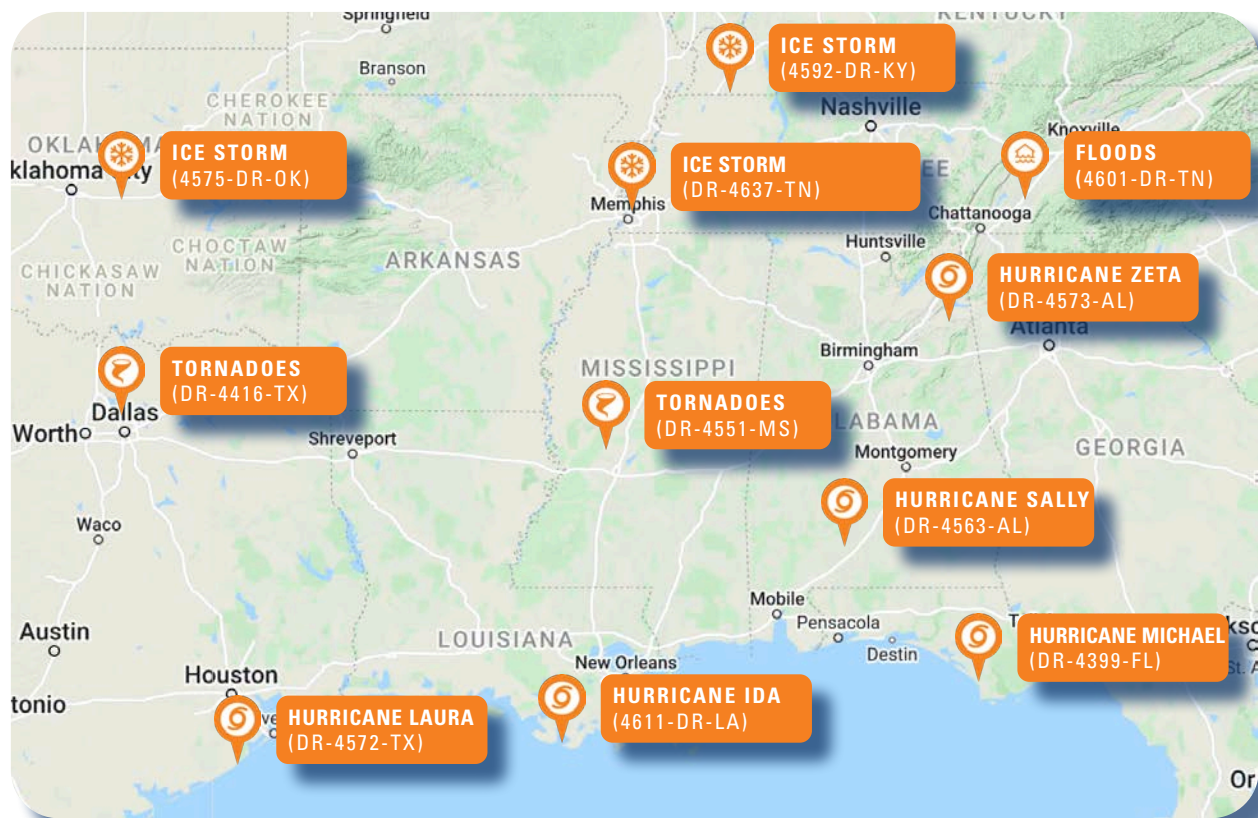 Springfield
KENTUCKY
ICE STORM
(4592-DR-KY)
Branson
CHEROKEE
NATION
Nashville
Knoxville
ICE STORM
(4575-DR-OK)
klahoma City
ICE STORM
(DR-4637-TN)
FLOODS
(4601-DR-TN)
Memphis
Chattanooga
Huntsville
CHOCTAW
NATION
ARKANSAS
CHICKASAW
NATION
HURRICANE ZETA
(DR-4573-AL)
Atlanta
Birmingham
TORNADOES
(DR-4416-TX)
MISSISSIPPI
TORNADOES
(DR-4551-MS)
LABAMA
Dallas
Worth
Shreveport
Montgomery
GEORGIA
HURRICANE SALLY
(DR-4563-AL)
Waco
Mobile
Pensacola
Destin
Austin
LOUISIANA
HURRICANE MICHAEL
(DR-4399-FL)
New Orleans
Houston
HURRICANE IDA
(4611-DR-LA)
tonio
HURRICANE LAURA
(DR-4572-TX)
Or